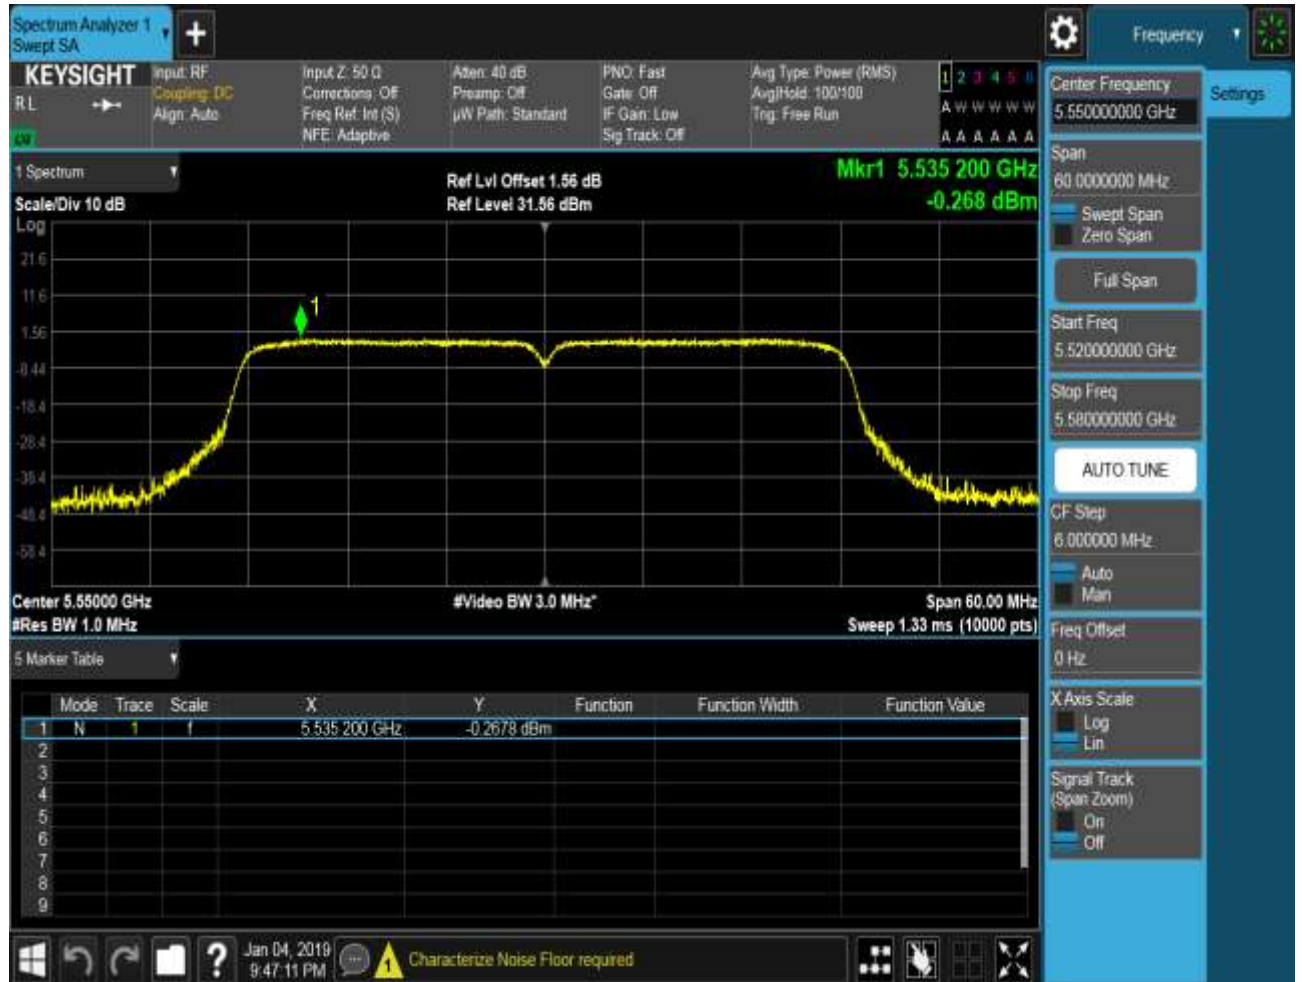 Spectrum Analyzer 1
Swept SA
+
Frequency
KEYSIGHT
R L
Input: RF
Coupling: DC
Align: Auto
Input Z: 50 Ω
Corrections: Off
Freq Ref: Int (S)
NFE: Adaptive
Atten: 40 dB
Preamp: Off
µW Path: Standard
PNO: Fast
Gate: Off
IF Gain: Low
Sig Track: Off
Avg Type: Power (RMS)
Avg|Hold: 100/100
Trig: Free Run
1 2 3 4 5 6
A W W W W W
A A A A A A
1 Spectrum
Scale/Div 10 dB
Ref Lvl Offset 1.56 dB
Ref Level 31.56 dBm
Mkr1 5.535 200 GHz
-0.268 dBm
Log
21.6
11.6
1.56
-8.44
-18.4
-28.4
-38.4
-48.4
-58.4
1
Center 5.55000 GHz
#Res BW 1.0 MHz
#Video BW 3.0 MHz*
Span 60.00 MHz
Sweep 1.33 ms (10000 pts)
5 Marker Table
Mode Trace Scale X Y Function Function Width Function Value
1 N 1 f 5.535 200 GHz -0.2678 dBm
2
3
4
5
6
7
8
9
Jan 04, 2019
9:47:11 PM
Characterize Noise Floor required
Center Frequency
5.550000000 GHz
Settings
Span
60.0000000 MHz
Swept Span
Zero Span
Full Span
Start Freq
5.520000000 GHz
Stop Freq
5.580000000 GHz
AUTO TUNE
CF Step
6.000000 MHz
Auto
Man
Freq Offset
0 Hz
X Axis Scale
Log
Lin
Signal Track
(Span Zoom)
On
Off